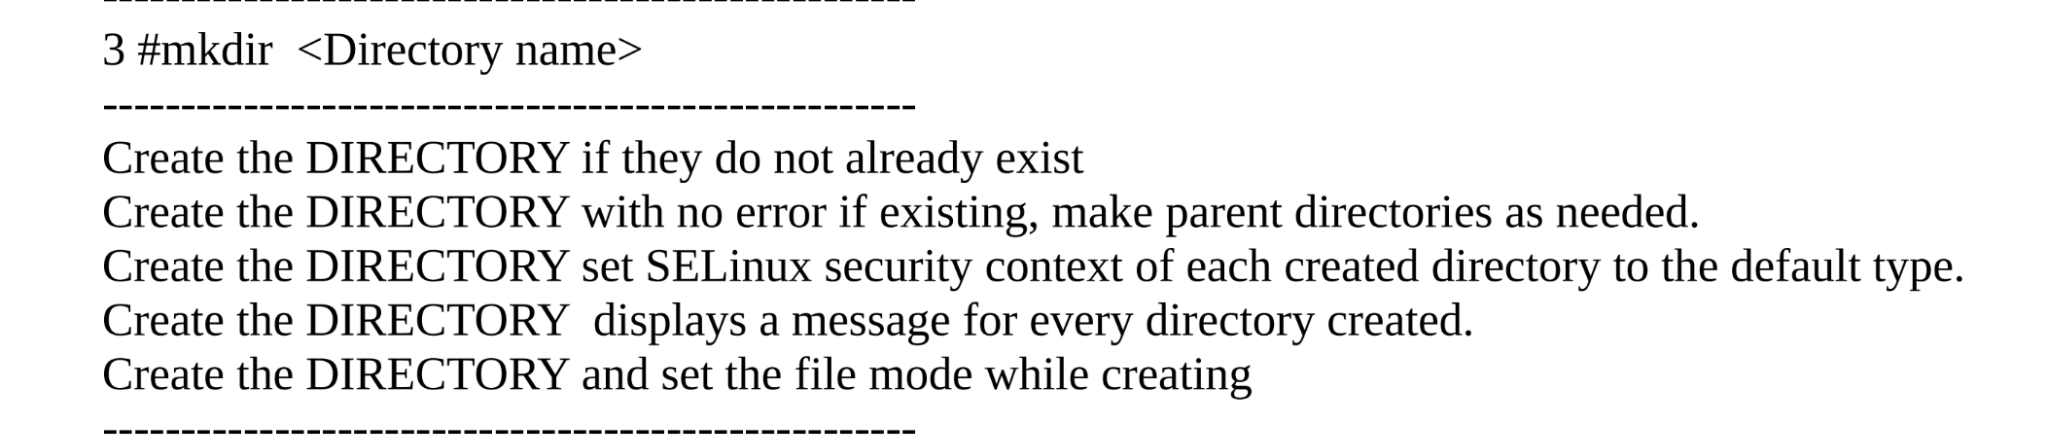 ----------------------------------------------------
3 #mkdir  <Directory name>
----------------------------------------------------
Create the DIRECTORY if they do not already exist
Create the DIRECTORY with no error if existing, make parent directories as needed.
Create the DIRECTORY set SELinux security context of each created directory to the default type.
Create the DIRECTORY  displays a message for every directory created.
Create the DIRECTORY and set the file mode while creating
----------------------------------------------------